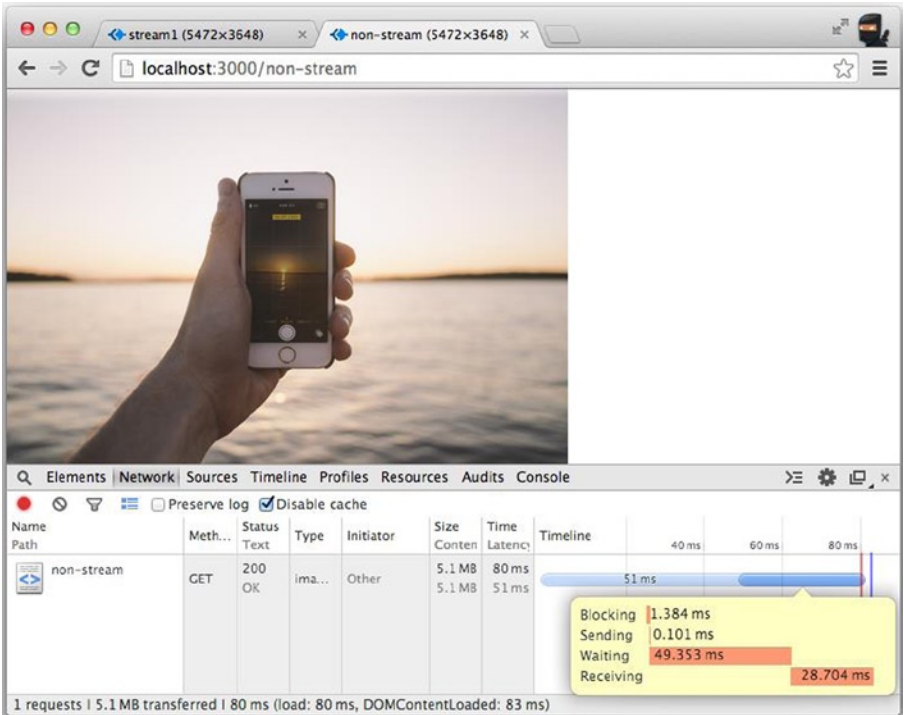 stream1 (5472×3648) ×
non-stream (5472×3648) ×
localhost:3000/non-stream
Elements Network Sources Timeline Profiles Resources Audits Console
Preserve log Disable cache
Name Meth... Status Type Initiator Size Time Timeline
Path Text Conten Latency 40 ms 60 ms 80 ms
non-stream GET 200 ima... Other 5.1 MB 80 ms 51 ms
OK 5.1 MB 51 ms
Blocking 1.384 ms
Sending 0.101 ms
Waiting 49.353 ms
Receiving 28.704 ms
1 requests | 5.1 MB transferred | 80 ms (load: 80 ms, DOMContentLoaded: 83 ms)